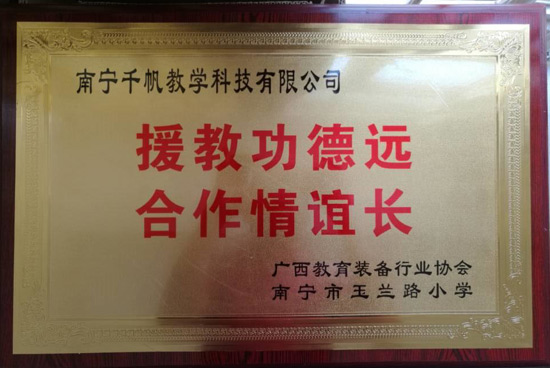 南宁千帆教学科技有限公司
援教功德远
合作情谊长
广西教育装备行业协会
南宁市玉兰路小学